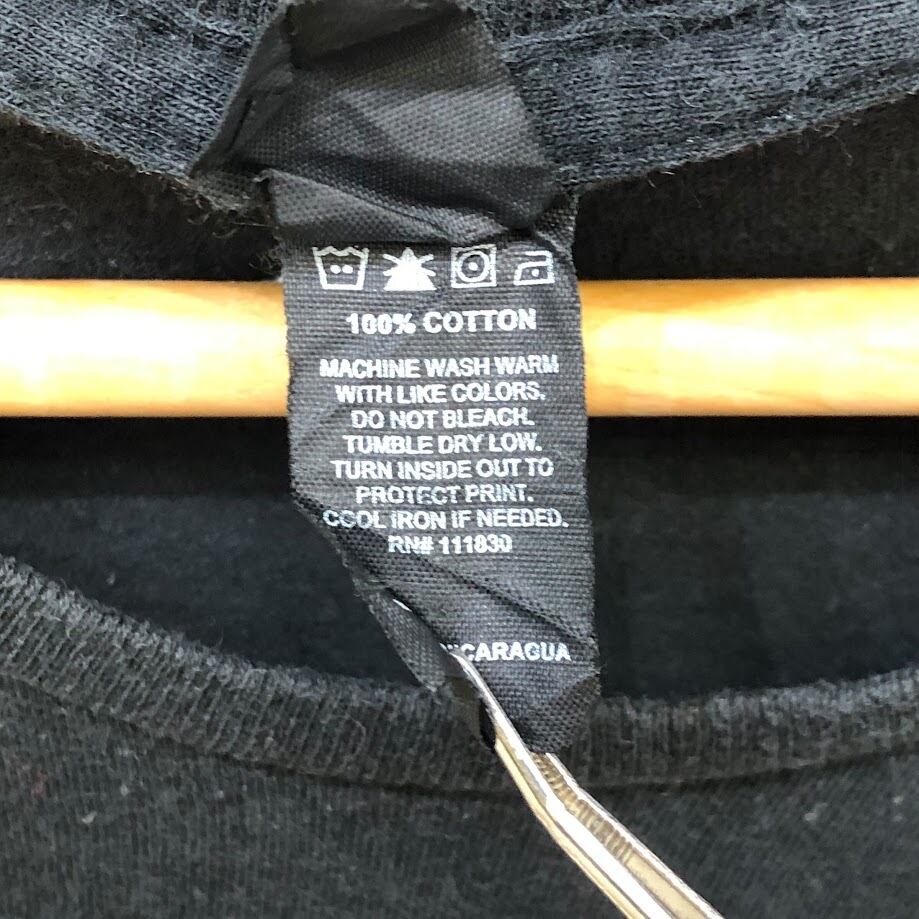 100% COTTON
MACHINE WASH WARM
WITH LIKE COLORS.
DO NOT BLEACH.
TUMBLE DRY LOW.
TURN INSIDE OUT TO
PROTECT PRINT.
COOL IRON IF NEEDED.
RN# 111830
CARAGUA